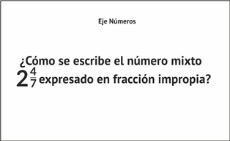 Eje Números
¿Cómo se escribe el número mixto
2 4/7 expresado en fracción impropia?